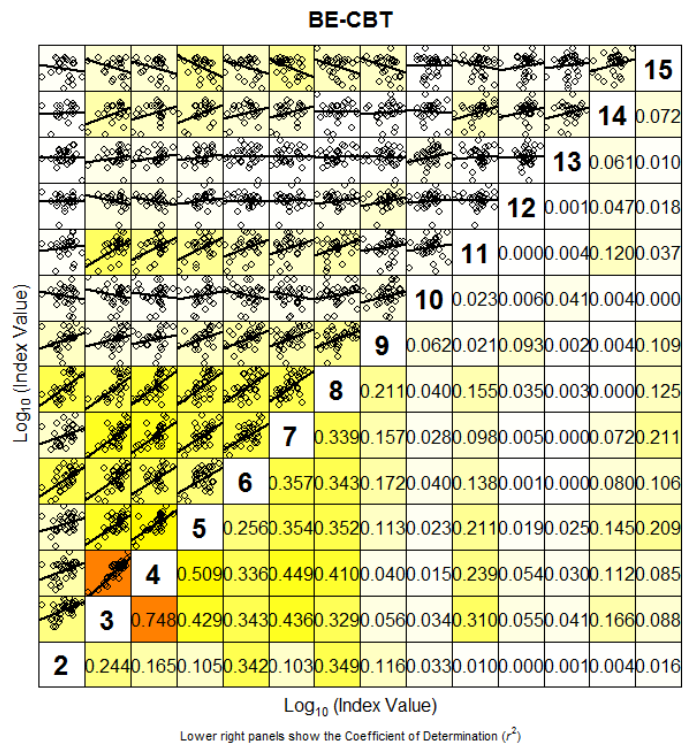 BE-CBT
15
14 0.072
13 0.061 0.010
12 0.001 0.047 0.018
11 0.000 0.004 0.120 0.037
10 0.023 0.006 0.041 0.004 0.000
9 0.062 0.021 0.093 0.002 0.004 0.109
8 0.211 0.040 0.155 0.035 0.003 0.000 0.125
7 0.339 0.157 0.028 0.098 0.005 0.000 0.072 0.211
6 0.357 0.343 0.172 0.040 0.138 0.001 0.000 0.080 0.106
5 0.256 0.354 0.352 0.113 0.023 0.211 0.019 0.025 0.145 0.209
4 0.509 0.336 0.449 0.410 0.040 0.015 0.239 0.054 0.030 0.112 0.085
3 0.748 0.429 0.343 0.436 0.329 0.056 0.034 0.310 0.055 0.041 0.166 0.088
2 0.244 0.165 0.105 0.342 0.103 0.349 0.116 0.033 0.010 0.000 0.001 0.004 0.016
Log₁₀ (Index Value)
Log₁₀ (Index Value)
Lower right panels show the Coefficient of Determination (r²)